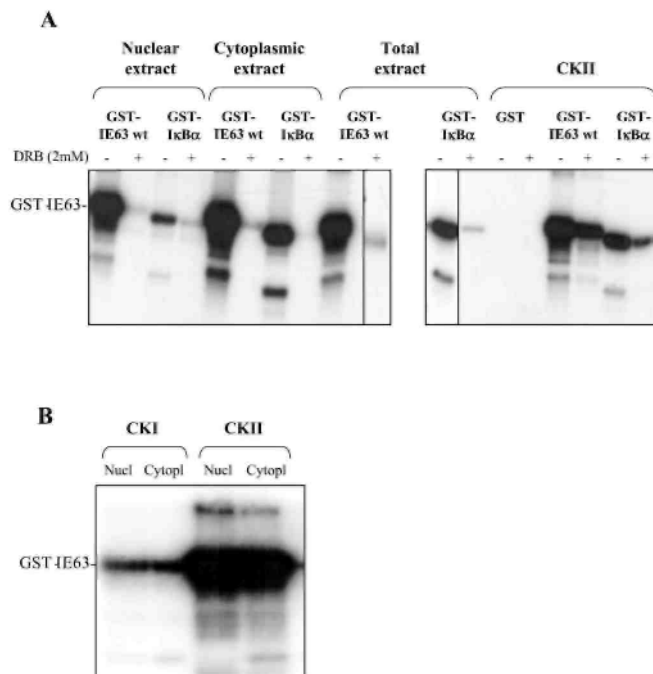 A
Nuclear extract
Cytoplasmic extract
Total extract
CKII
GST- IE63 wt
GST- IκBα
GST- IE63 wt
GST- IκBα
GST- IE63 wt
GST- IκBα
GST
GST- IE63 wt
GST- IκBα
DRB (2mM) - + - + - + - + - + - + - + - + - +
GST-IE63-
B
CKI
CKII
Nucl Cytopl Nucl Cytopl
GST-IE63-